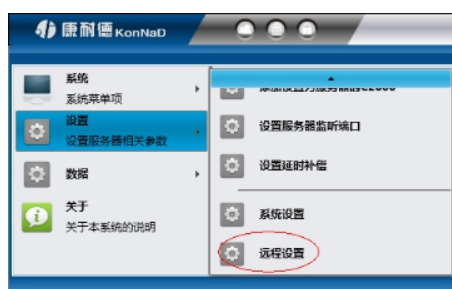 康耐德 KonNaD
系统
系统菜单项
设置
设置服务器相关参数
数据
关于
关于本系统的说明
设置服务器监听端口
设置延时补偿
系统设置
远程设置